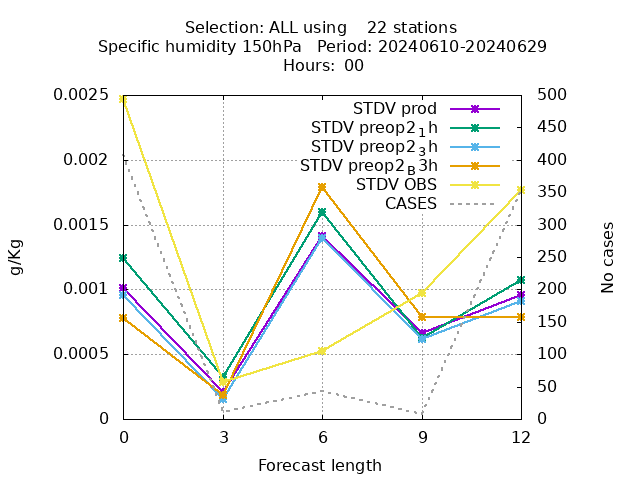 Selection: ALL using 22 stations
Specific humidity 150hPa Period: 20240610-20240629
Hours: 00
STDV prod
STDV preop2₁h
STDV preop2₃h
STDV preop2_B3h
STDV OBS
CASES
g/Kg
0.0025
0.002
0.0015
0.001
0.0005
0
500
450
400
350
300
250
200
150
100
50
0
No cases
0 3 6 9 12
Forecast length